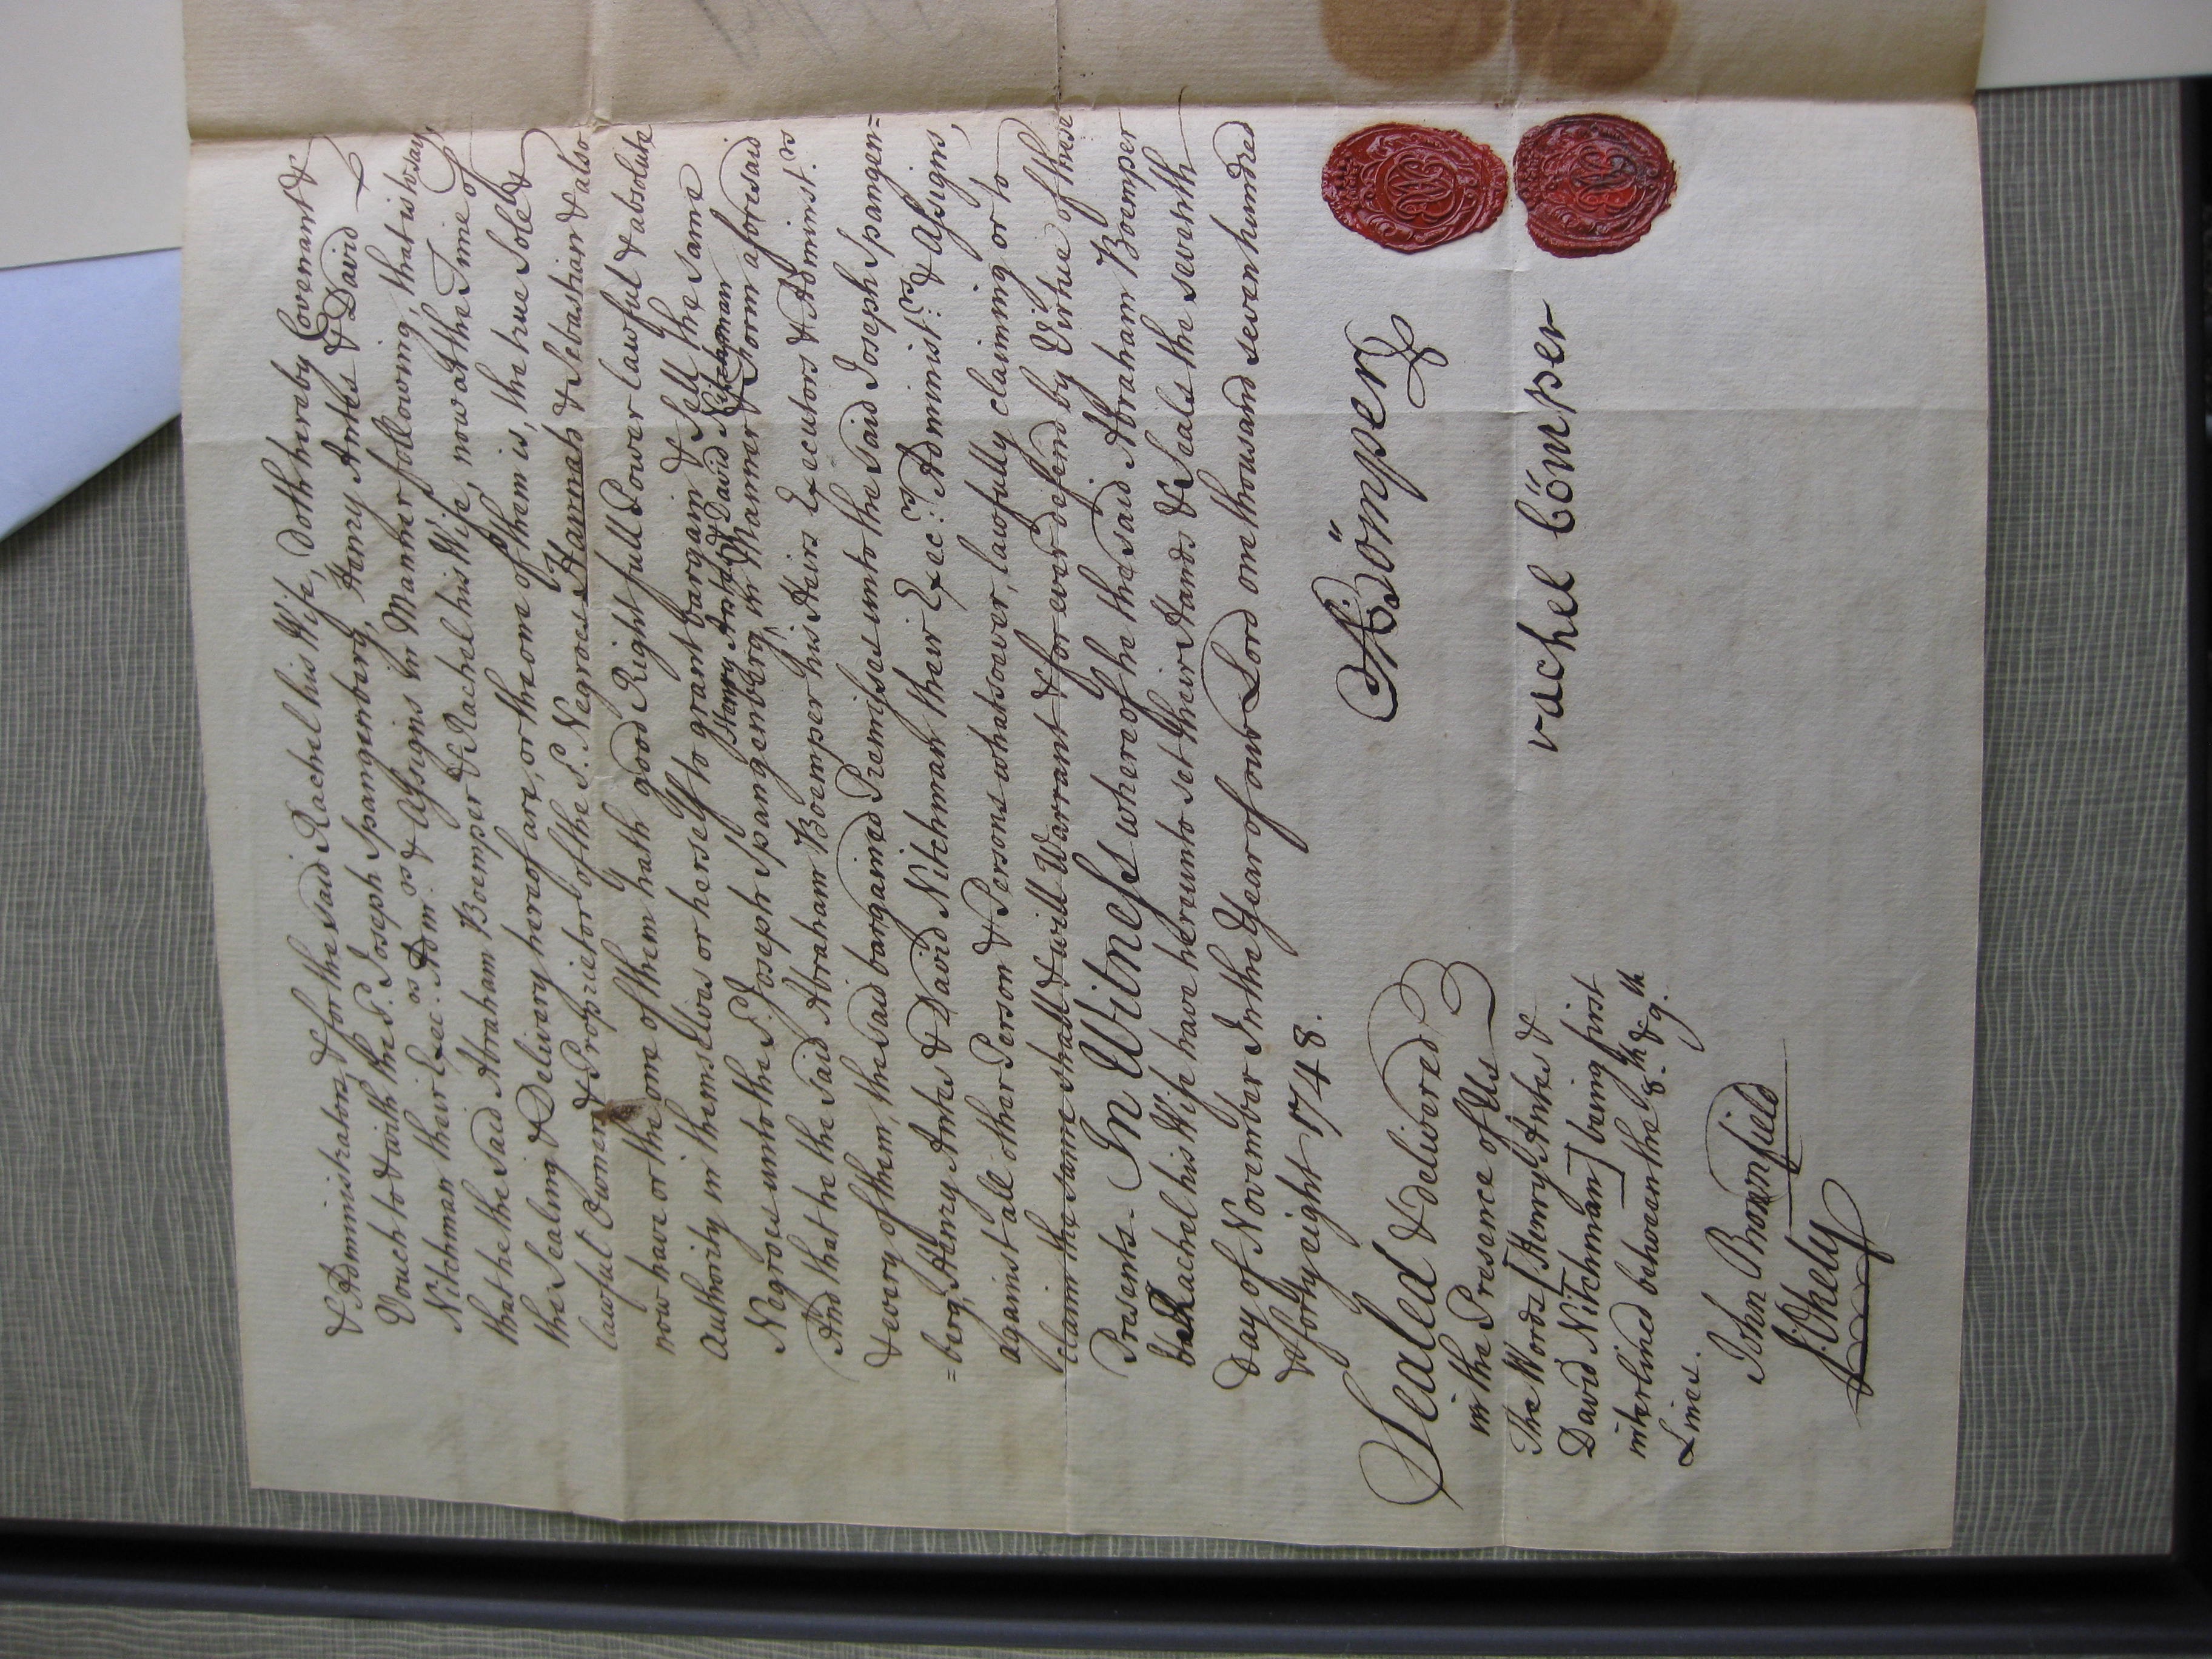 & Administrators, & for the said Rachel his Wife, doth hereby Covenant &
Vouch to & with the S.d Joseph Spangenberg, Henry Antes & David
Nitchman their Exec.rs Adm.rs & Assigns in Manner following, that is to say,
that he the said Abraham Boemper & Rachel his Wife, now at the Time of
the Sealing & Delivery hereof are, or the one of them is, the true Sole &
lawful Owner & Proprietor of the S.d Negroes Hannah & Sebastian & also
now have or the one of them hath good Right full Power lawful & absolute
Authority in themselves or herself to grant bargain & sell the same
Henry Antes & David Nitchman
Negroes unto the S.d Joseph Spangenberg, ^ in Manner & Form aforesaid
And that he the said Abraham Boemper his Heirs Executors & Administ.rs
& every of them, the said bargained Premisses unto the said Joseph Spangen=
=berg, Henry Antes & David Nitchman their Exec.rs Administ.rs & Assigns,
against all other Person & Persons whatsoever, lawfully claiming or to
claim the same shall & will Warrant & for ever defend by Virtue of these
Presents - In Witness whereof he the said Abraham Boemper
& Rachel his Wife have hereunto set their Hands & Seals the seventh
Day of November In the Year of our Lord one thousand seven hundred
& forty eight 1748.
Sealed & delivered
in the Presence of Us
The Words [Henry Antes &
David Nitchman] being first
interlined between the 8.th & 9.th
Lines.
John Brownfield
ABömper
rachel bömper